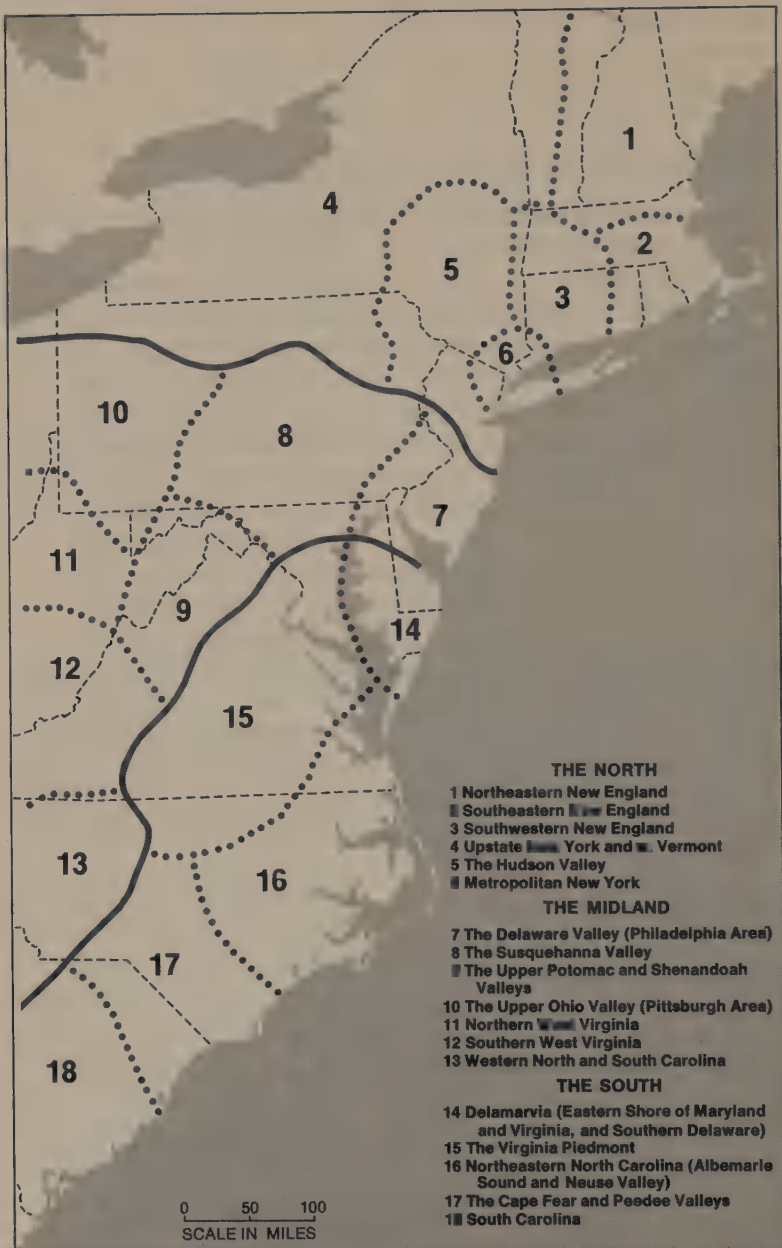 1
4
2
5
3
6
10
8
7
11
9
14
12
15
13
16
17
18
THE NORTH
1 Northeastern New England
Southeastern England
3 Southwestern New England
4 Upstate York and Vermont
5 The Hudson Valley
Metropolitan New York
THE MIDLAND
7 The Delaware Valley (Philadelphia Area)
8 The Susquehanna Valley
The Upper Potomac and Shenandoah
Valleys
10 The Upper Ohio Valley (Pittsburgh Area)
11 Northern Virginia
12 Southern West Virginia
13 Western North and South Carolina
THE SOUTH
14 Delamarvia (Eastern Shore of Maryland
and Virginia, and Southern Delaware)
15 The Virginia Piedmont
16 Northeastern North Carolina (Albemarle
Sound and Neuse Valley)
17 The Cape Fear and Peedee Valleys
South Carolina
0 50 100
SCALE IN MILES